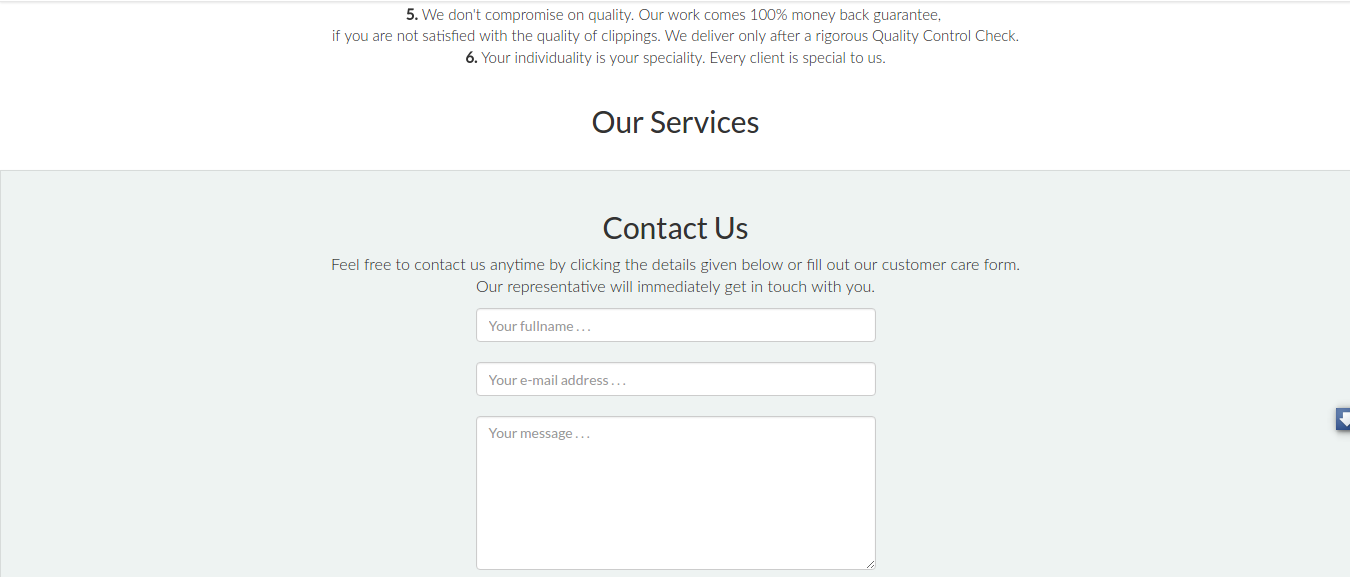 5. We don't compromise on quality. Our work comes 100% money back guarantee,
if you are not satisfied with the quality of clippings. We deliver only after a rigorous Quality Control Check.
6. Your individuality is your speciality. Every client is special to us.
Our Services
Contact Us
Feel free to contact us anytime by clicking the details given below or fill out our customer care form.
Our representative will immediately get in touch with you.
Your fullname . . .
Your e-mail address . . .
Your message . . .